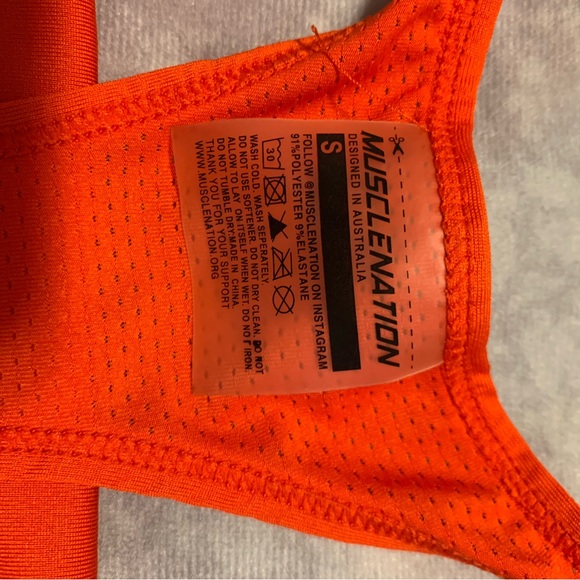 MUSCLENATION
DESIGNED IN AUSTRALIA
S
FOLLOW @MUSCLENATION ON INSTAGRAM
91%POLYESTER 9%ELASTANE
30
WASH COLD. WASH SEPERATELY.
DO NOT USE SOFTENER. DO NOT DRY CLEAN. DO NOT
ALLOW TO LAY ON ITSELF WHEN WET. DO NOT IRON.
DO NOT TUMBLE DRY.MADE IN CHINA.
THANK YOU FOR YOUR SUPPORT
WWW.MUSCLENATION.ORG